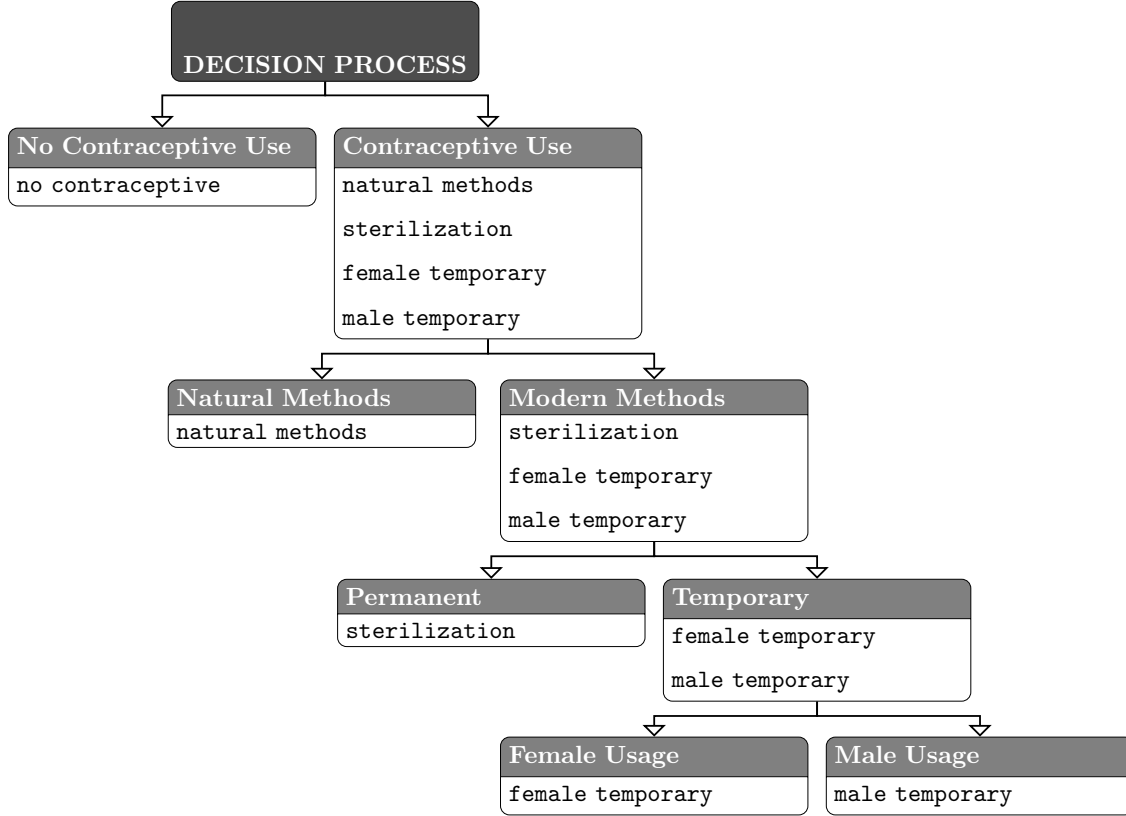 DECISION PROCESS
No Contraceptive Use
no contraceptive
Contraceptive Use
natural methods
sterilization
female temporary
male temporary
Natural Methods
natural methods
Modern Methods
sterilization
female temporary
male temporary
Permanent
sterilization
Temporary
female temporary
male temporary
Female Usage
female temporary
Male Usage
male temporary